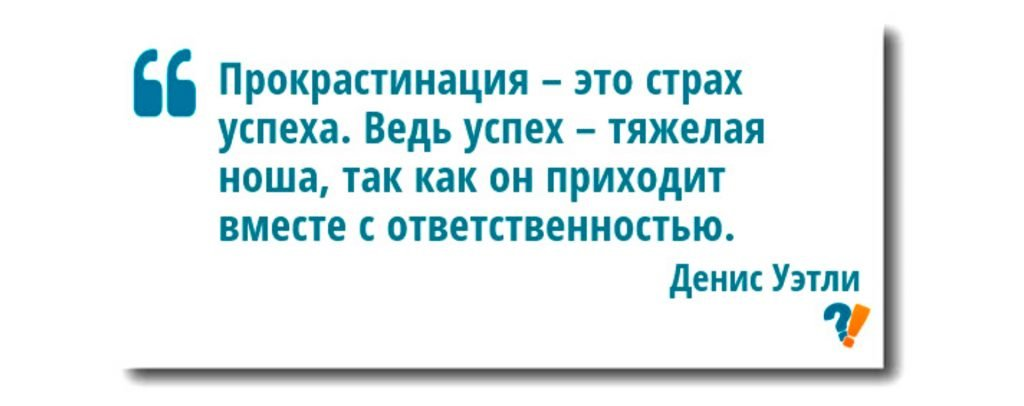 Прокрастинация – это страх
успеха. Ведь успех – тяжелая
ноша, так как он приходит
вместе с ответственностью.
Денис Уэтли
?!